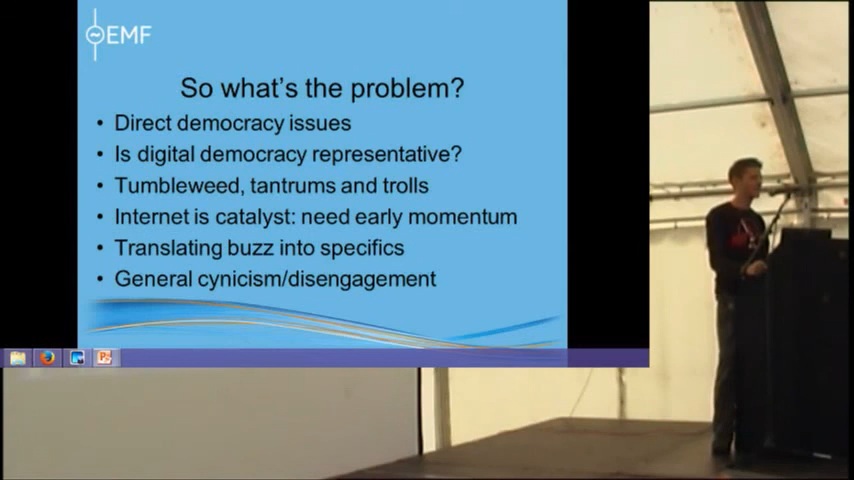 EMF
So what's the problem?
• Direct democracy issues
• Is digital democracy representative?
• Tumbleweed, tantrums and trolls
• Internet is catalyst: need early momentum
• Translating buzz into specifics
• General cynicism/disengagement